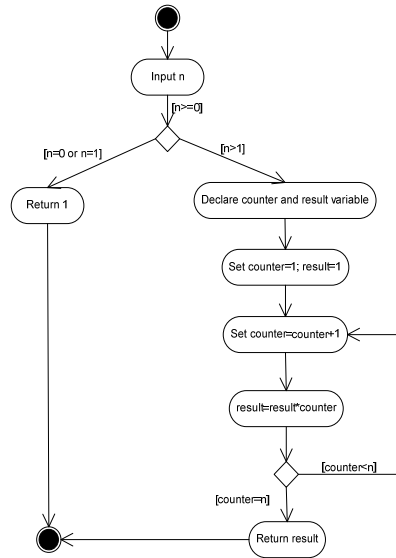 Input n
[n>=0]
[n=0 or n=1]
[n>1]
Return 1
Declare counter and result variable
Set counter=1; result=1
Set counter=counter+1
result=result*counter
[counter<n]
[counter=n]
Return result